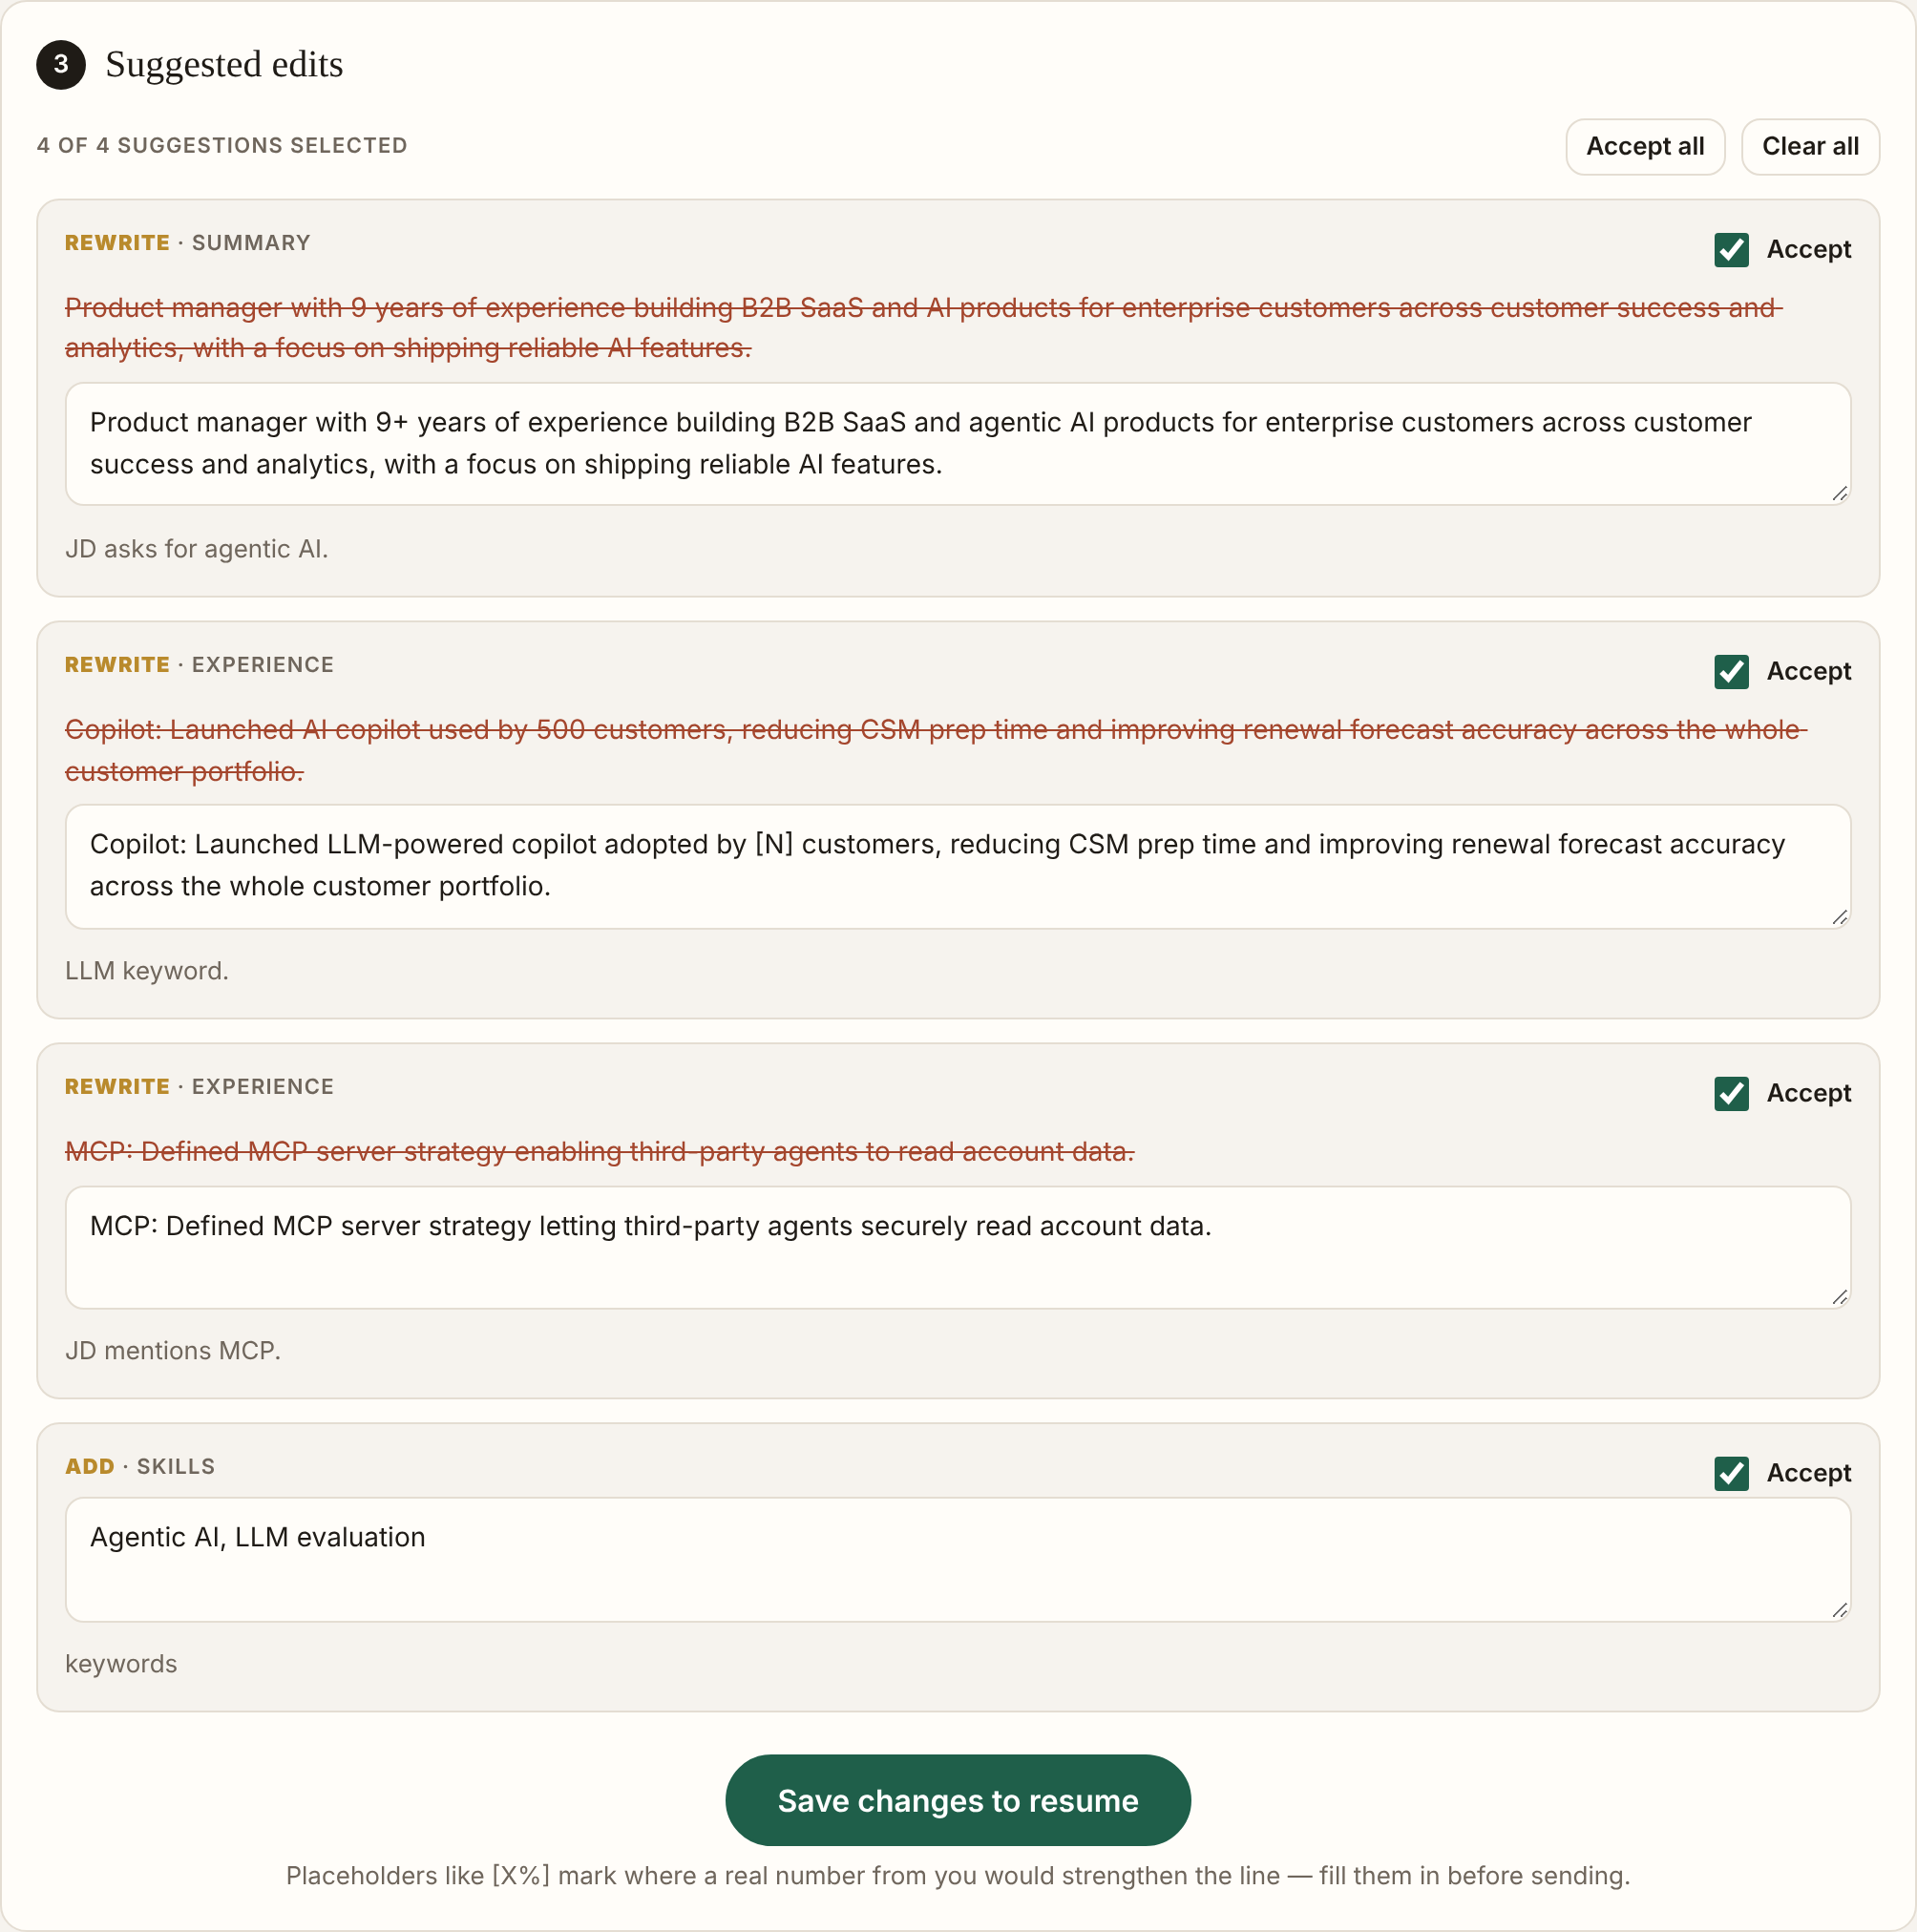 3 Suggested edits
4 OF 4 SUGGESTIONS SELECTED Accept all Clear all
REWRITE · SUMMARY Accept
Product manager with 9 years of experience building B2B SaaS and AI products for enterprise customers across customer success and
analytics, with a focus on shipping reliable AI features.
Product manager with 9+ years of experience building B2B SaaS and agentic AI products for enterprise customers across customer
success and analytics, with a focus on shipping reliable AI features.
JD asks for agentic AI.
REWRITE · EXPERIENCE Accept
Copilot: Launched AI copilot used by 500 customers, reducing CSM prep time and improving renewal forecast accuracy across the whole
customer portfolio.
Copilot: Launched LLM-powered copilot adopted by [N] customers, reducing CSM prep time and improving renewal forecast accuracy
across the whole customer portfolio.
LLM keyword.
REWRITE · EXPERIENCE Accept
MCP: Defined MCP server strategy enabling third-party agents to read account data.
MCP: Defined MCP server strategy letting third-party agents securely read account data.
JD mentions MCP.
ADD · SKILLS Accept
Agentic AI, LLM evaluation
keywords
Save changes to resume
Placeholders like [X%] mark where a real number from you would strengthen the line — fill them in before sending.